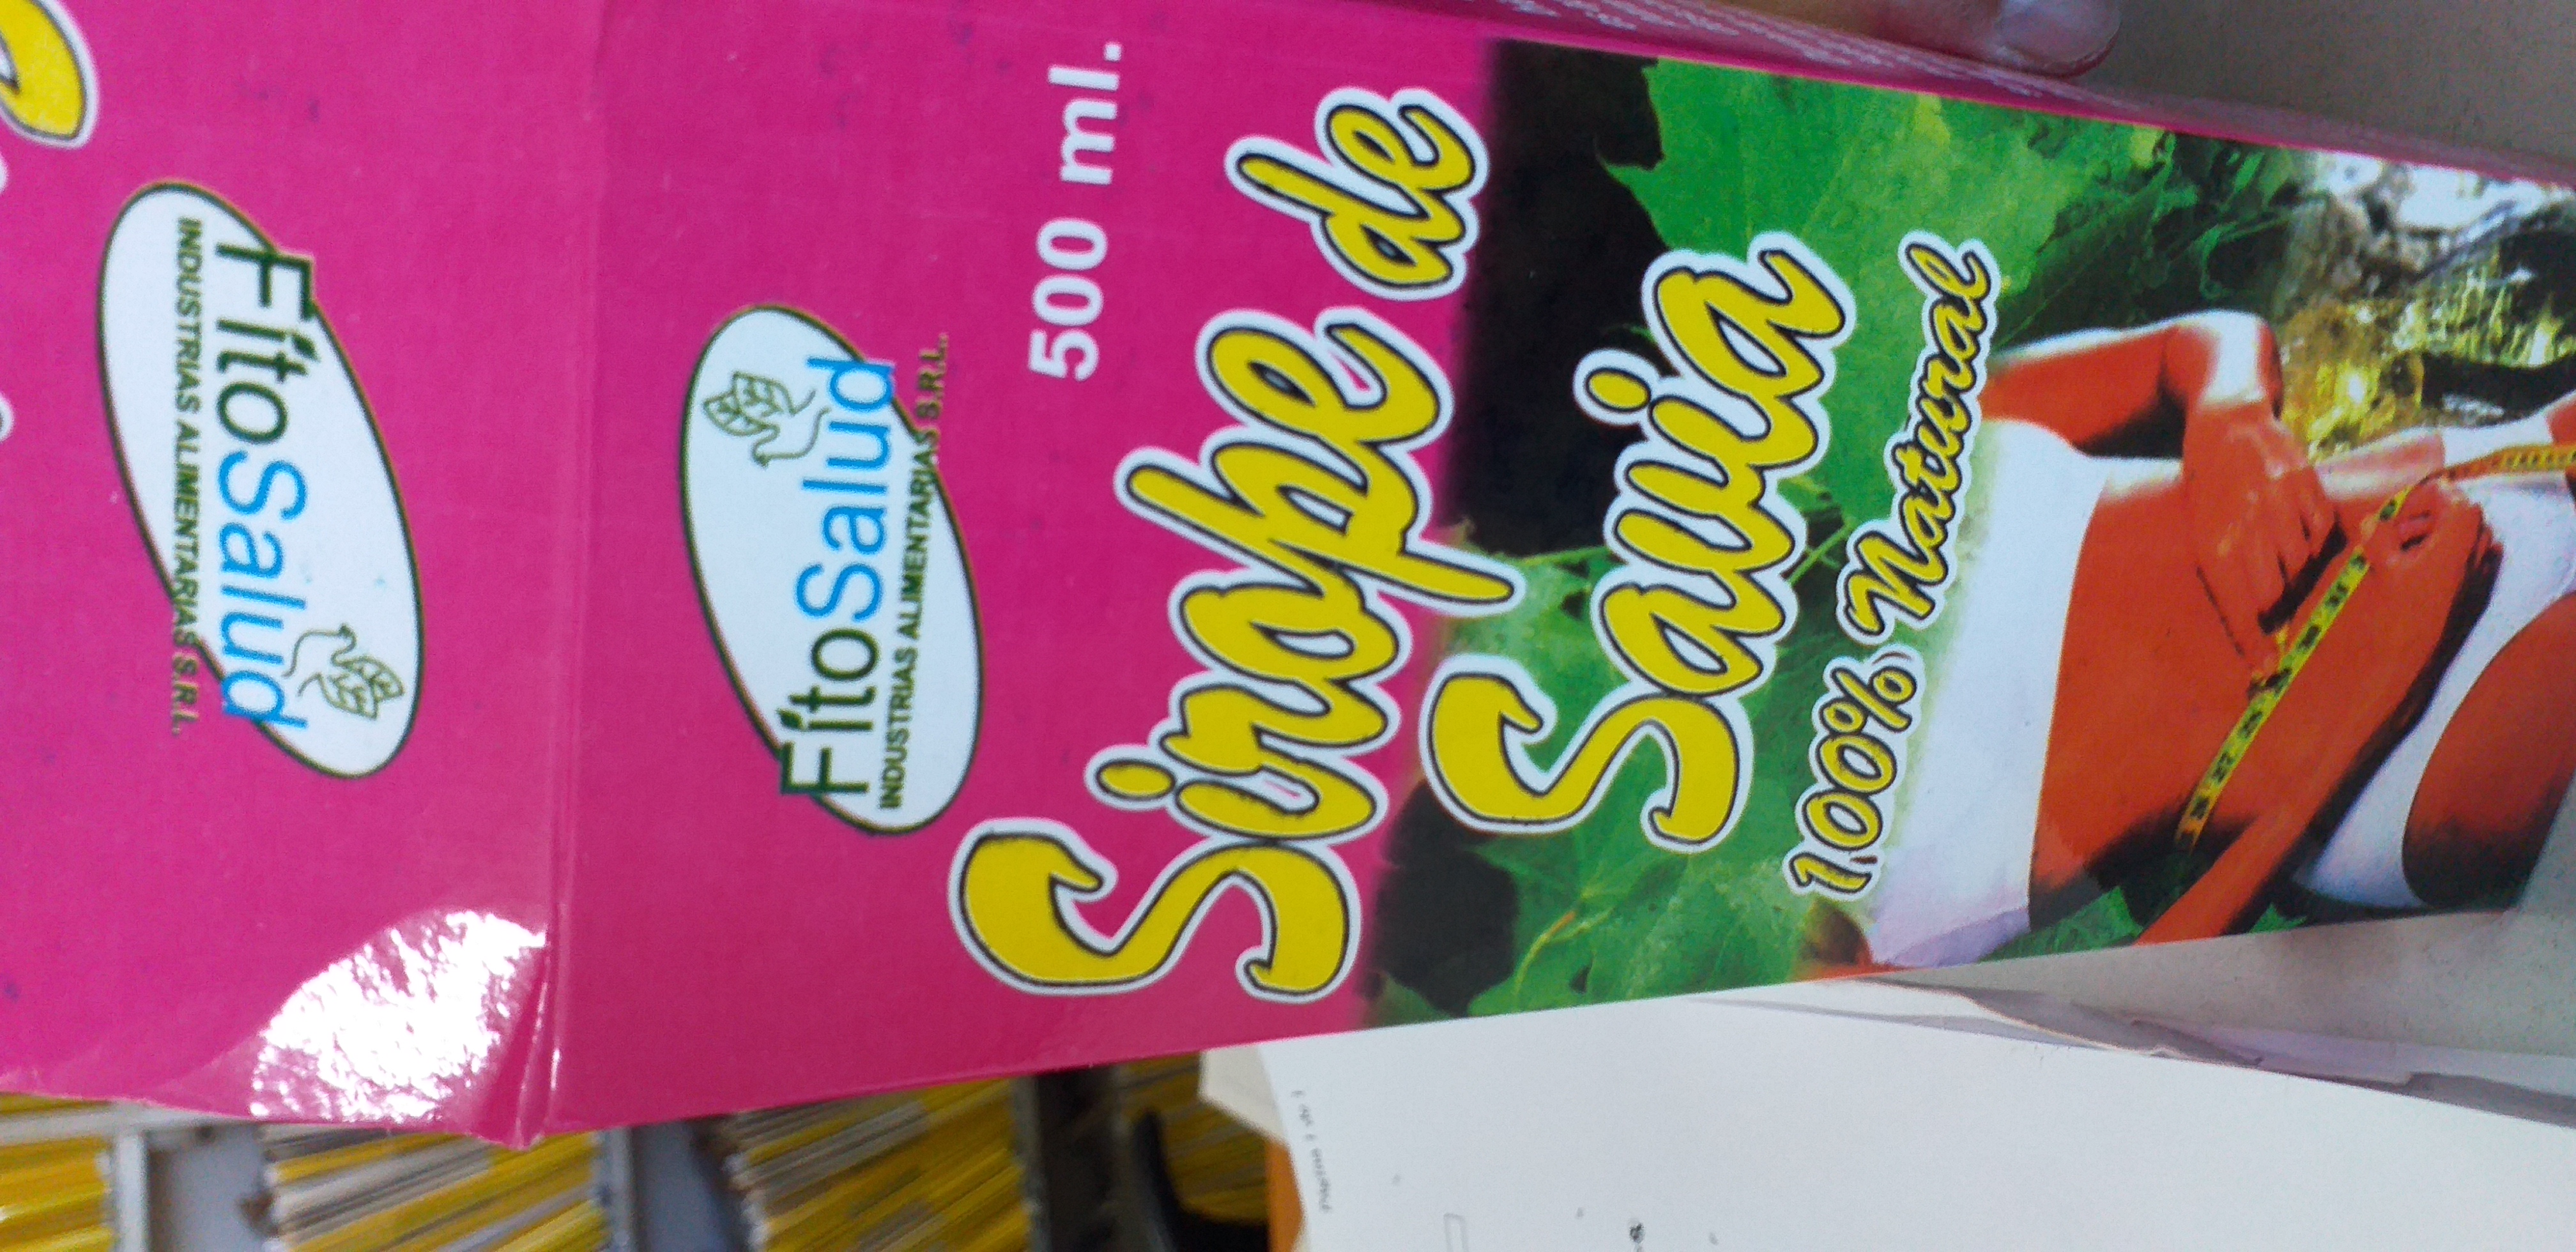 FitoSalud
INDUSTRIAS ALIMENTARIAS S.R.L.
FitoSalud
INDUSTRIAS ALIMENTARIAS S.R.L.
500 ml.
Sirope de
Savia
100% Natural